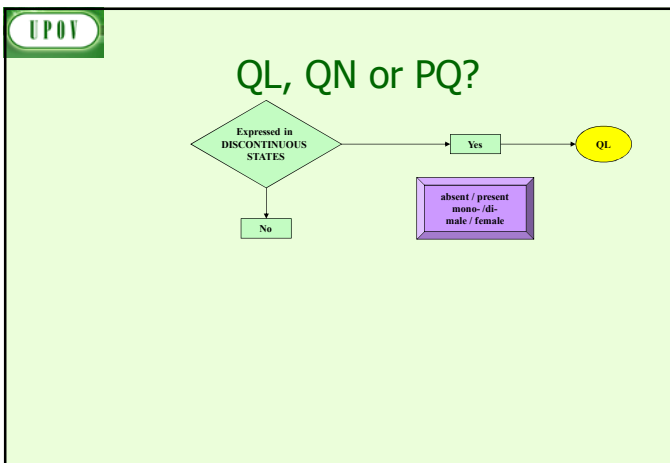 UPOV
QL, QN or PQ?
Expressed in
DISCONTINUOUS
STATES
Yes
QL
absent / present
mono- /di-
male / female
No